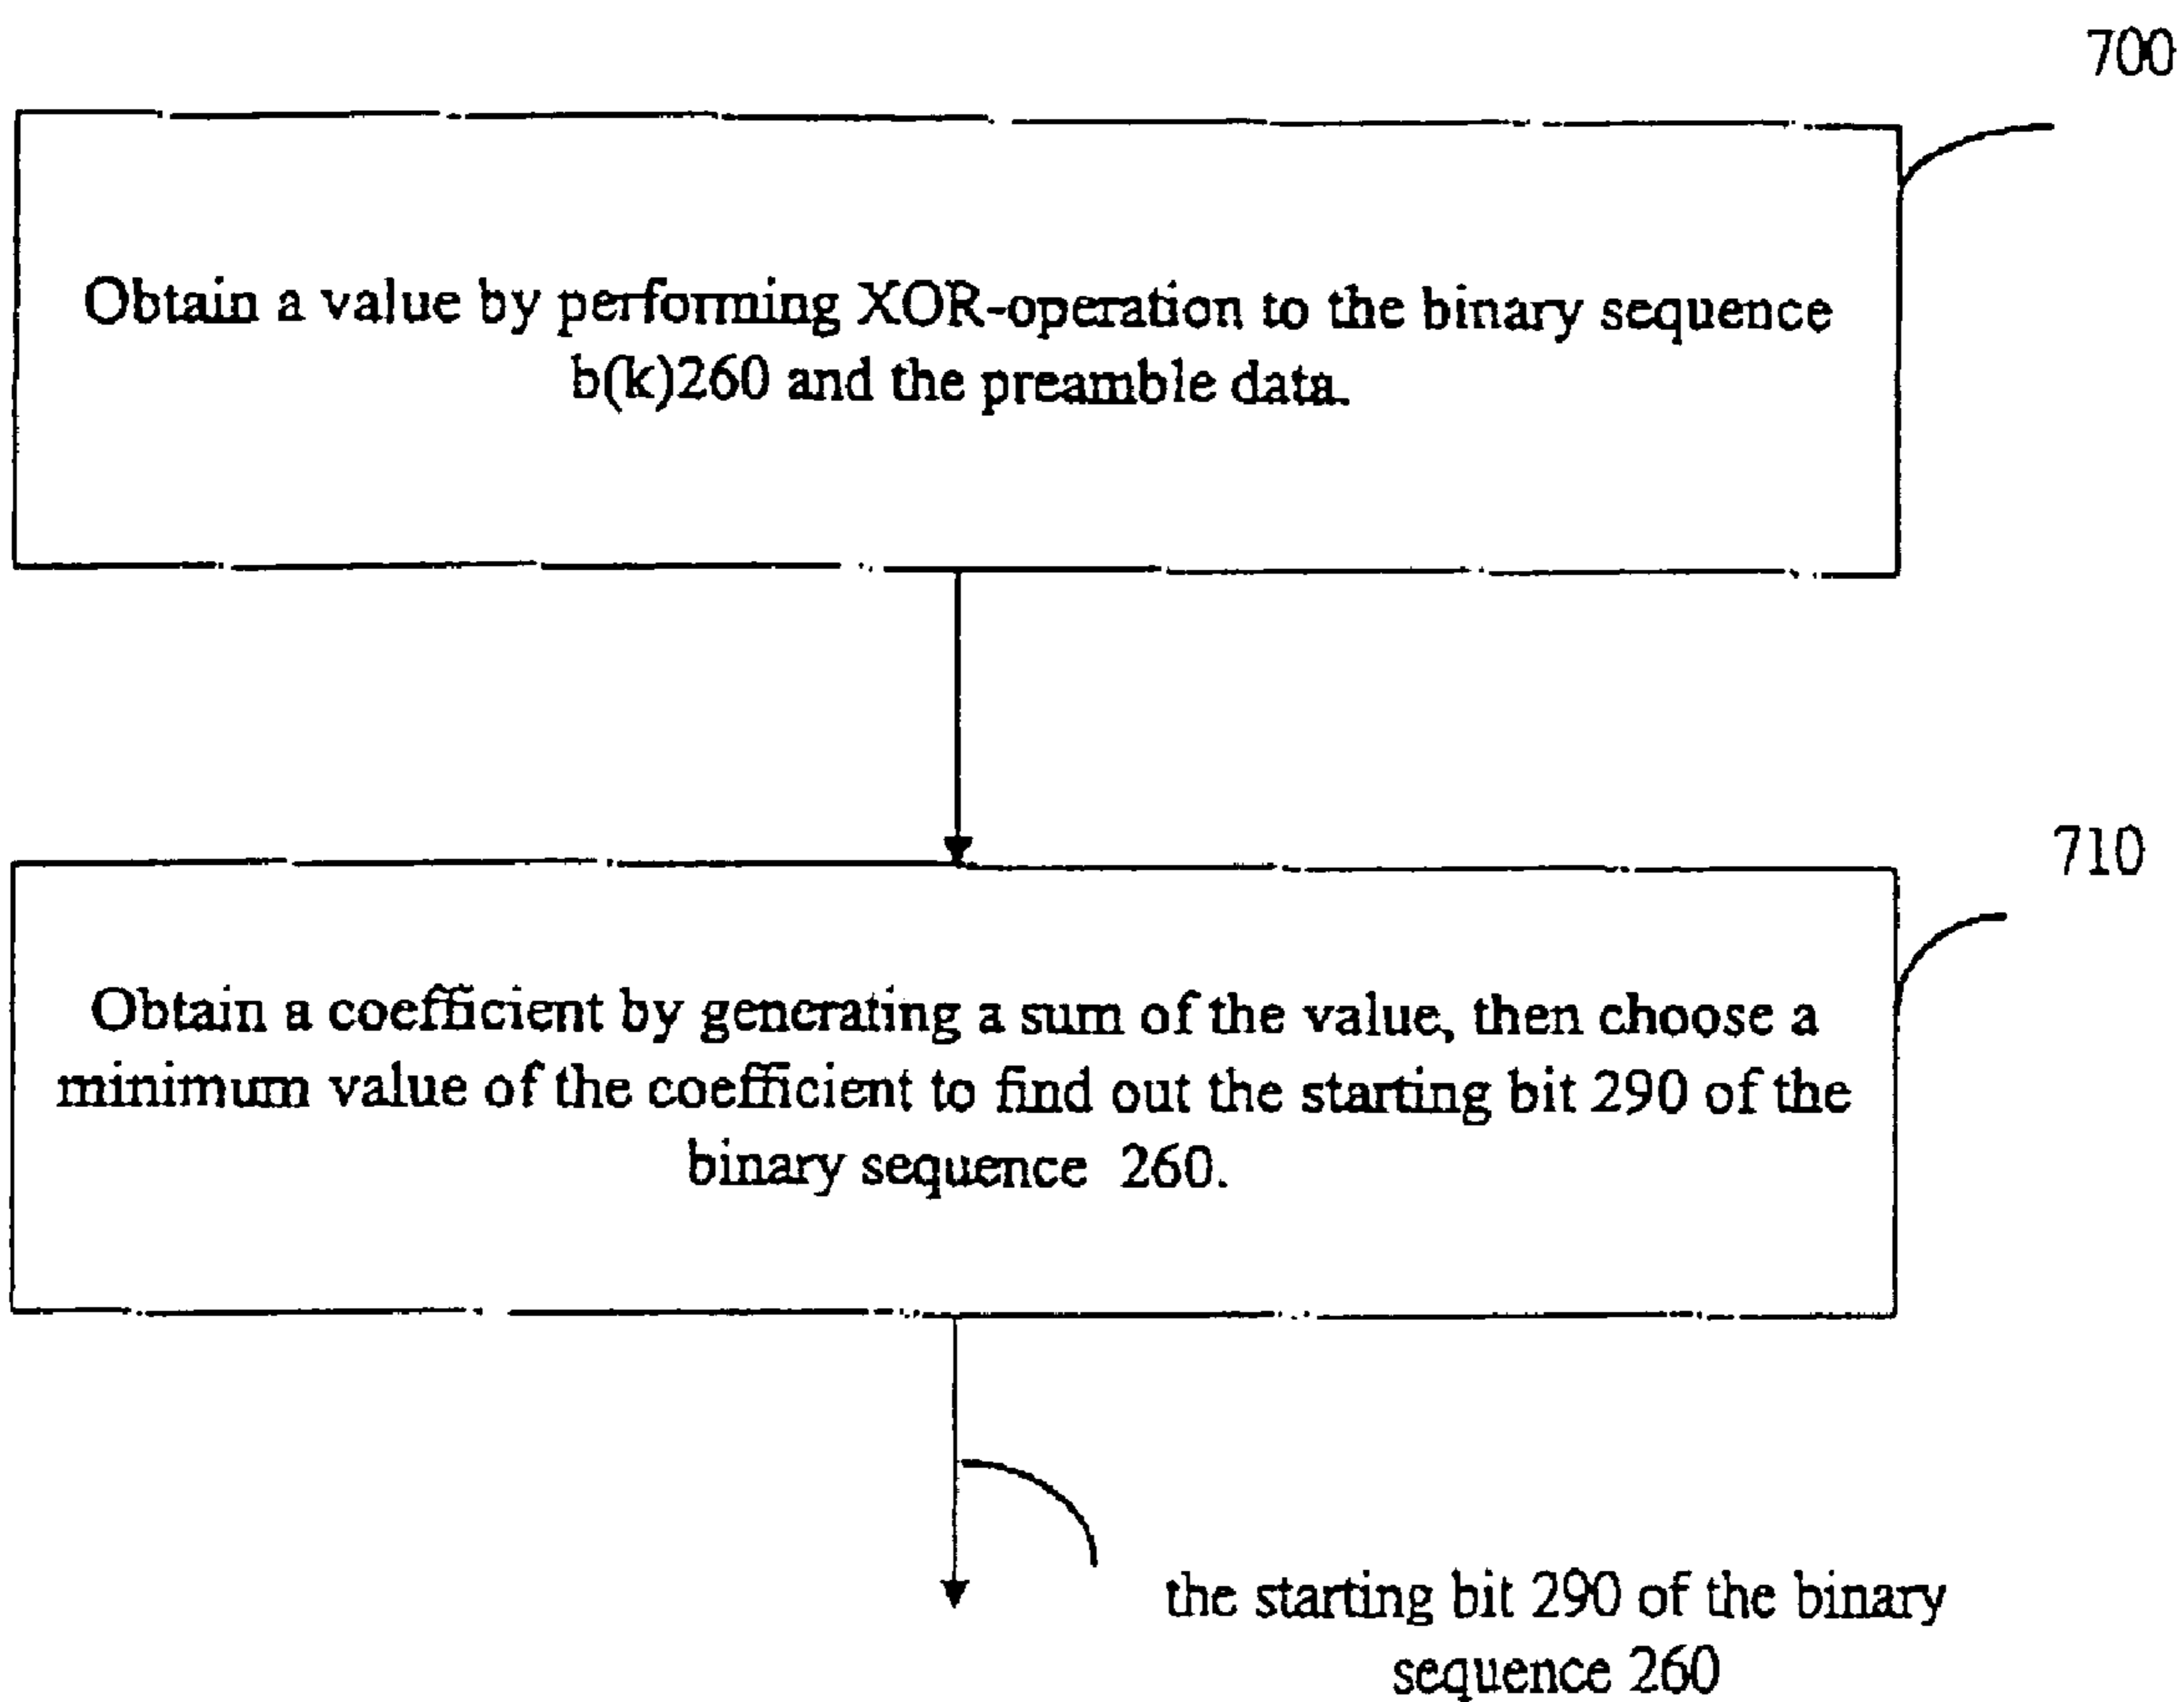 700
Obtain a value by performing XOR-operation to the binary sequence
b(k)260 and the preamble data.
710
Obtain a coefficient by generating a sum of the value, then choose a
minimum value of the coefficient to find out the starting bit 290 of the
binary sequence 260.
the starting bit 290 of the binary
sequence 260